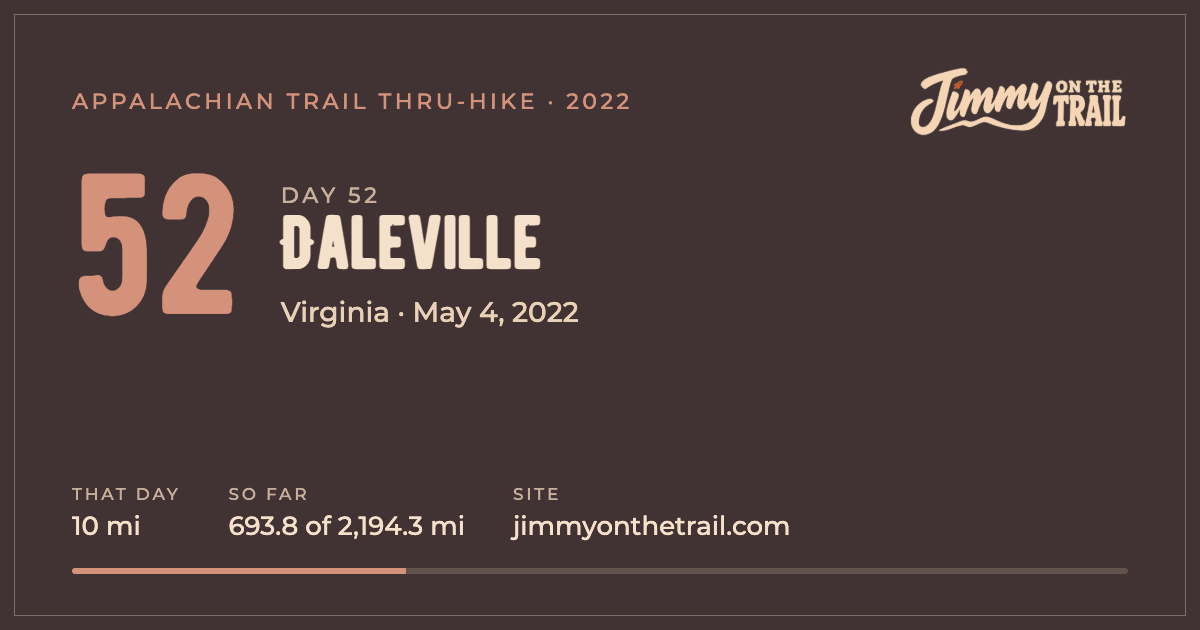 APPALACHIAN TRAIL THRU-HIKE · 2022
Jimmy ON THE TRAIL
52
DAY 52
DALEVILLE
Virginia · May 4, 2022
THAT DAY SO FAR SITE
10 mi 693.8 of 2,194.3 mi jimmyonthetrail.com